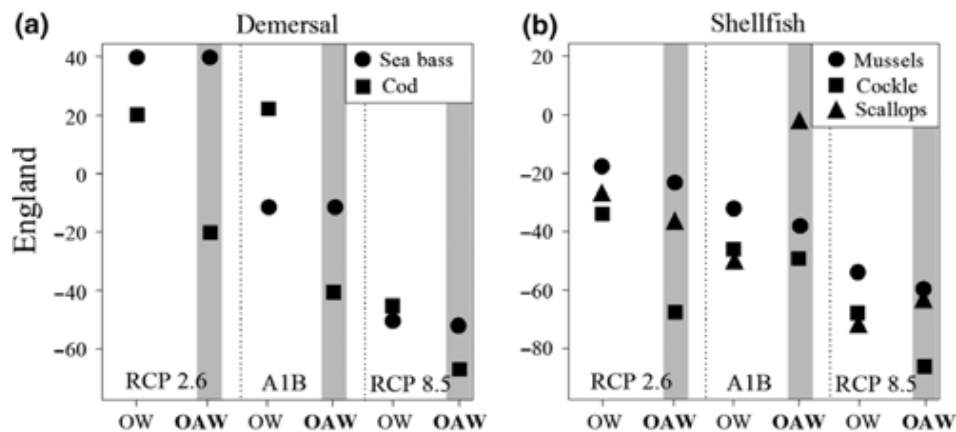 (a) Demersal
England
40
20
0
−20
−40
−60
Sea bass
Cod
RCP 2.6 A1B RCP 8.5
OW OAW OW OAW OW OAW
(b) Shellfish
20
0
−20
−40
−60
−80
Mussels
Cockle
Scallops
RCP 2.6 A1B RCP 8.5
OW OAW OW OAW OW OAW